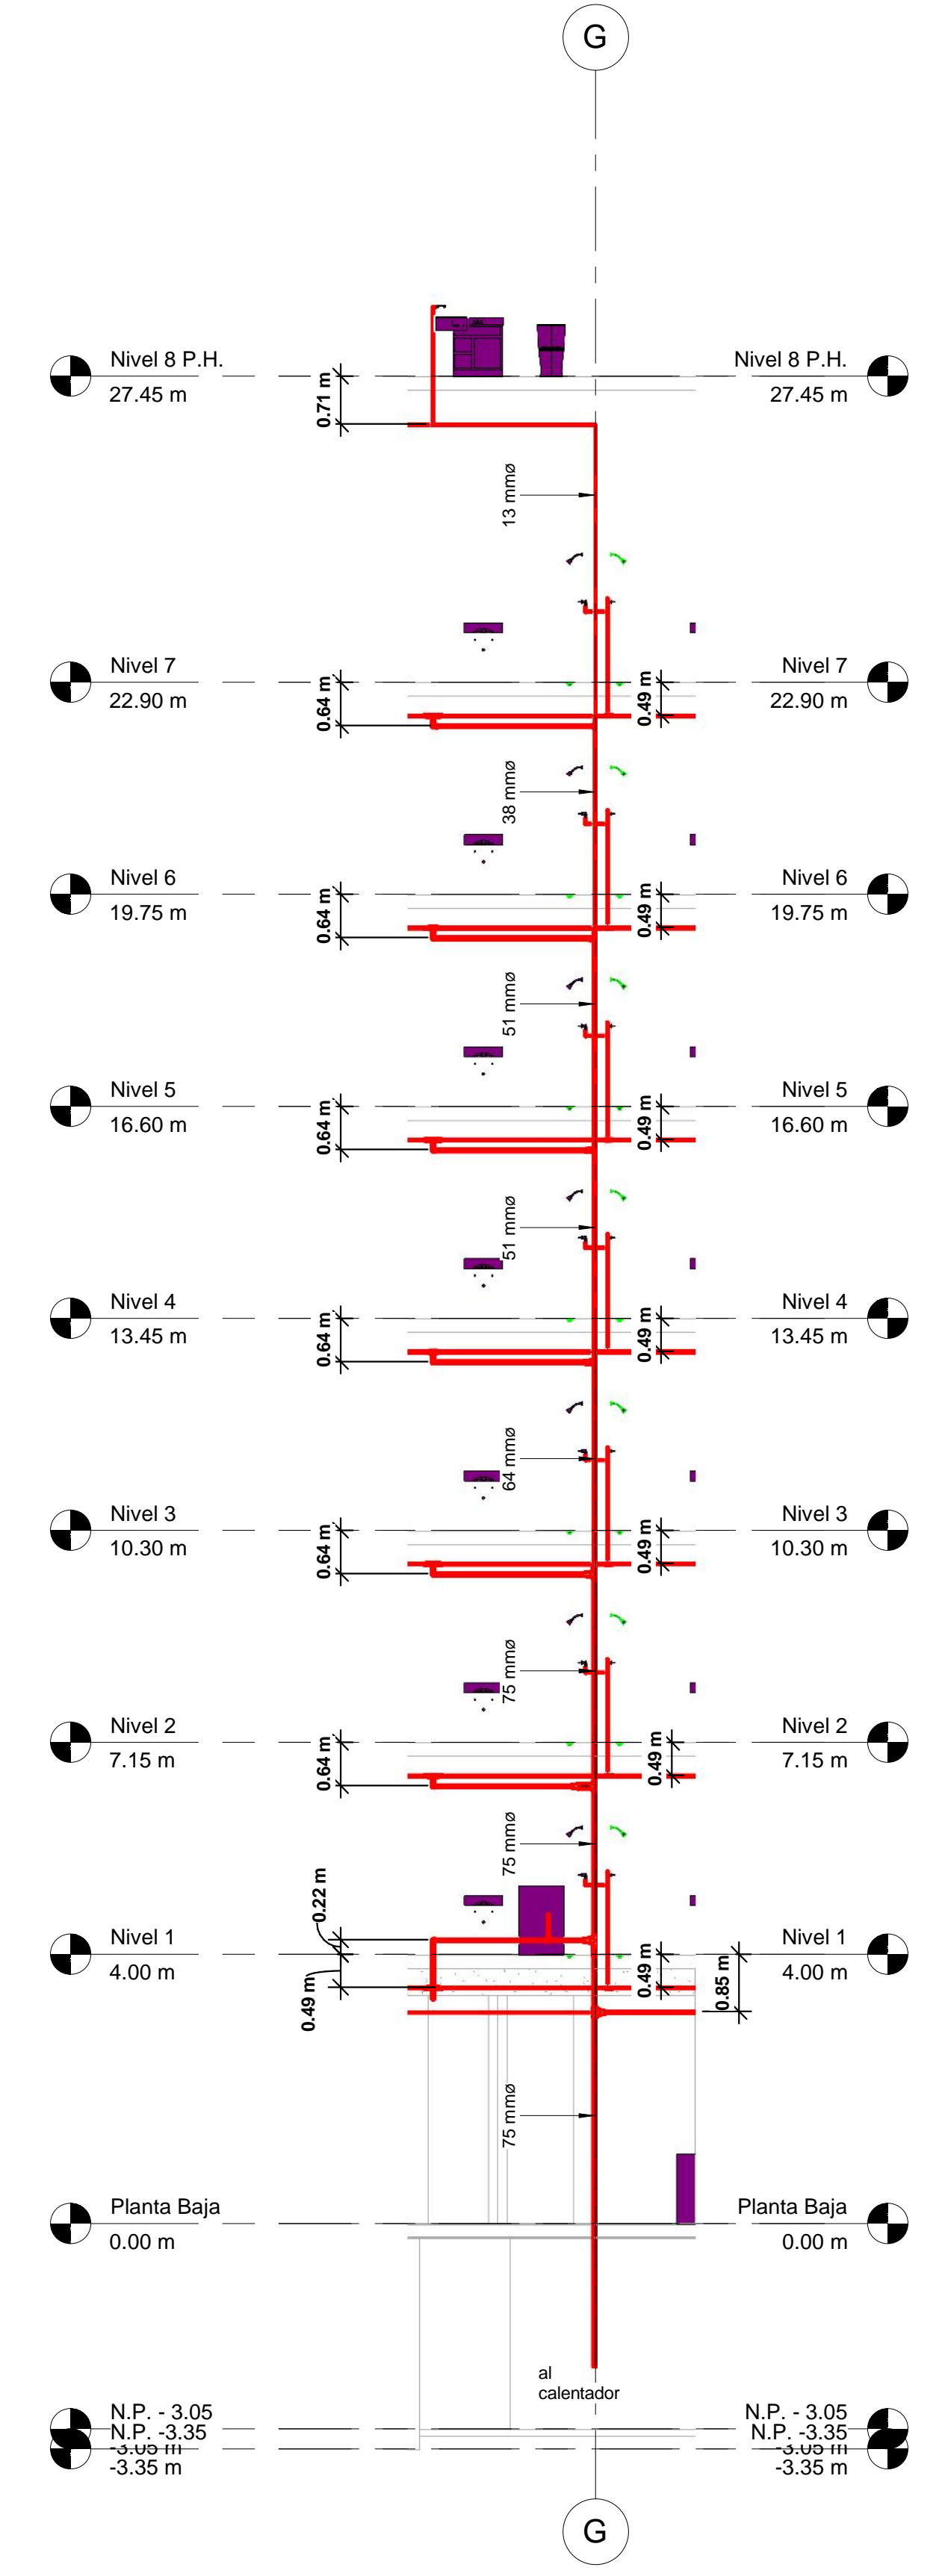 G
Nivel 8 P.H.
27.45 m
Nivel 8 P.H.
27.45 m
0.71 m
13 mmø
Nivel 7
22.90 m
Nivel 7
22.90 m
0.64 m
0.49 m
38 mmø
Nivel 6
19.75 m
Nivel 6
19.75 m
0.64 m
0.49 m
51 mmø
Nivel 5
16.60 m
Nivel 5
16.60 m
0.64 m
0.49 m
51 mmø
Nivel 4
13.45 m
Nivel 4
13.45 m
0.64 m
0.49 m
64 mmø
Nivel 3
10.30 m
Nivel 3
10.30 m
0.64 m
0.49 m
75 mmø
Nivel 2
7.15 m
Nivel 2
7.15 m
0.64 m
0.49 m
75 mmø
0.22 m
Nivel 1
4.00 m
Nivel 1
4.00 m
0.49 m
0.49 m
0.85 m
75 mmø
Planta Baja
0.00 m
Planta Baja
0.00 m
al
calentador
N.P. - 3.05
N.P. -3.35
-3.05 m
-3.35 m
N.P. - 3.05
N.P. -3.35
-3.05 m
-3.35 m
G